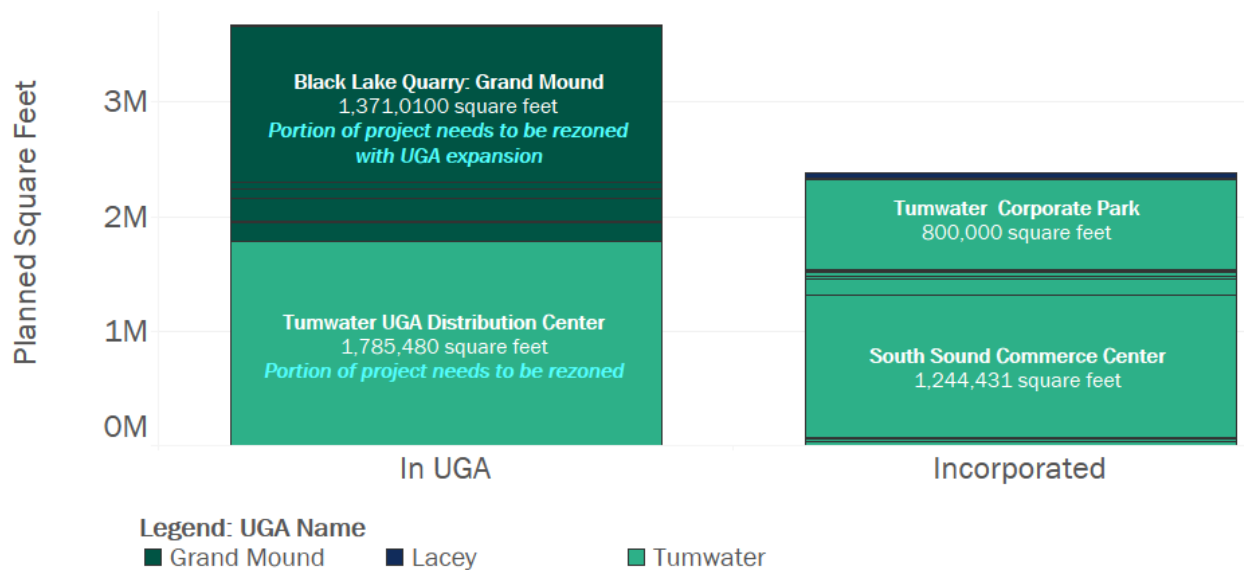 Planned Square Feet
3M
2M
1M
0M
Black Lake Quarry: Grand Mound
1,371,0100 square feet
Portion of project needs to be rezoned
with UGA expansion
Tumwater UGA Distribution Center
1,785,480 square feet
Portion of project needs to be rezoned
Tumwater Corporate Park
800,000 square feet
South Sound Commerce Center
1,244,431 square feet
In UGA
Incorporated
Legend: UGA Name
Grand Mound
Lacey
Tumwater